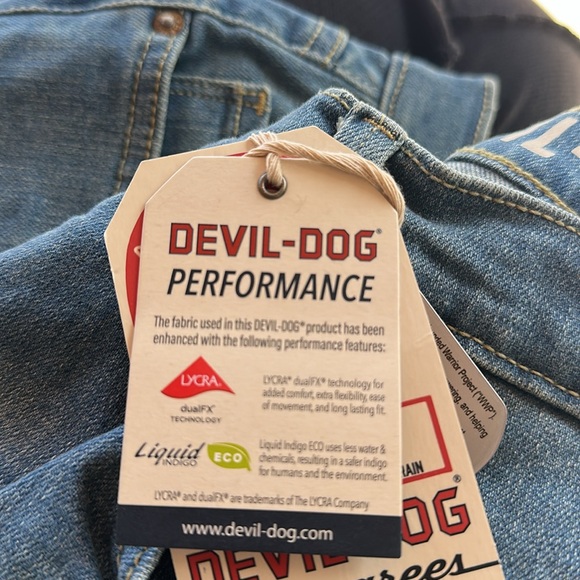 DEVIL-DOG®
PERFORMANCE
The fabric used in this DEVIL-DOG® product has been
enhanced with the following performance features:
LYCRA®
dualFX®
TECHNOLOGY
LYCRA® dualFX® technology for
added comfort, extra flexibility, ease
of movement, and long lasting fit.
Liquid
INDIGO
ECO
Liquid Indigo ECO uses less water &
chemicals, resulting in a safer indigo
for humans and the environment.
LYCRA® and dualFX® are trademarks of The LYCRA Company
www.devil-dog.com
Warrior Project ("WWP"),
and helping
RAIN
DEVIL-DOG®